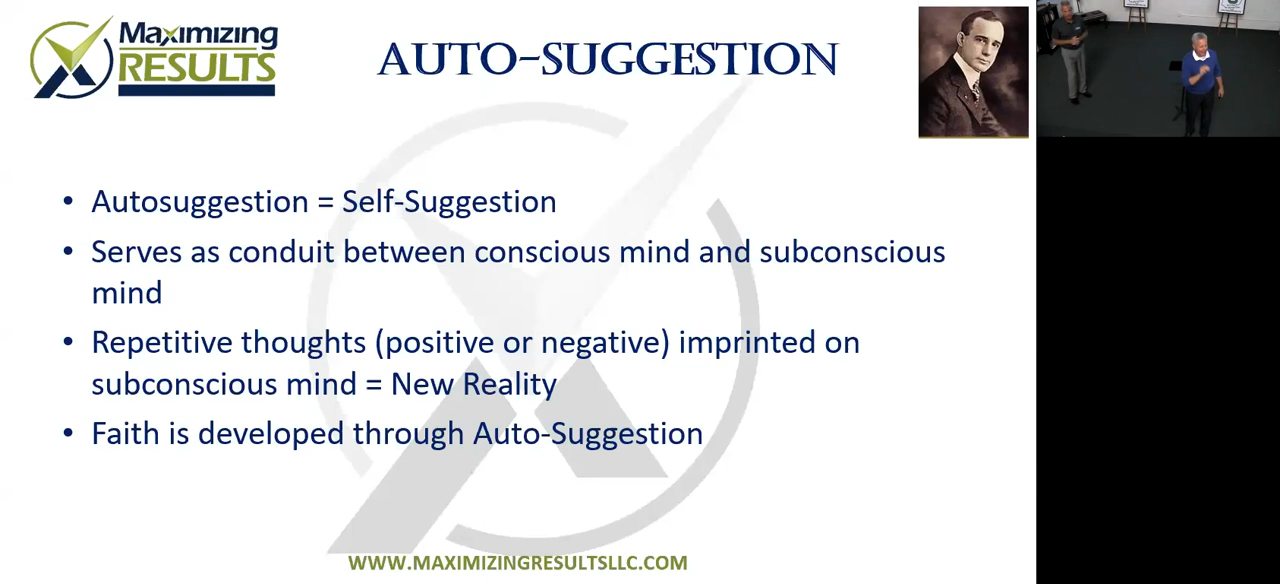 Maximizing
RESULTS
AUTO-SUGGESTION
• Autosuggestion = Self-Suggestion
• Serves as conduit between conscious mind and subconscious
mind
• Repetitive thoughts (positive or negative) imprinted on
subconscious mind = New Reality
• Faith is developed through Auto-Suggestion
WWW.MAXIMIZINGRESULTSLLC.COM